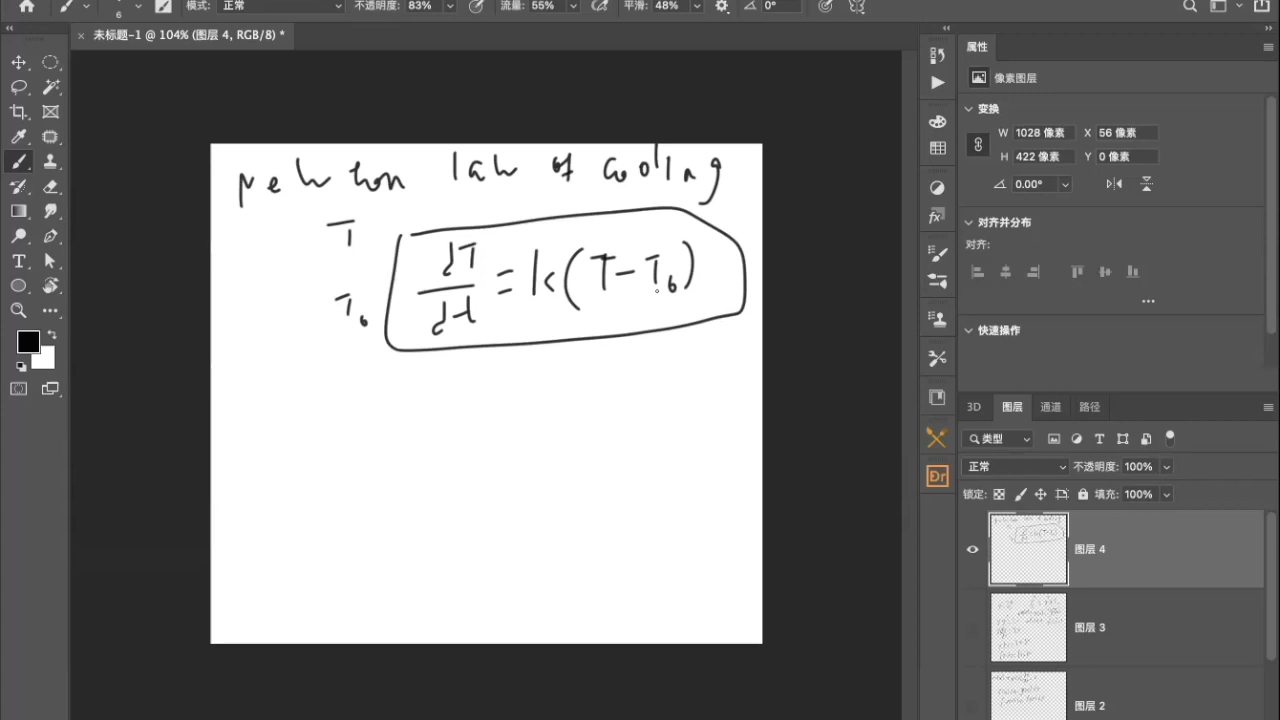 模式: 正常 不透明度: 83% 流量: 55% 平滑: 48% 0°
6
× 未标题-1 @ 104% (图层 4, RGB/8) *
newton law of cooling
T
dT/dt = k(T-T₀)
T₀
属性
像素图层
变换
W 1028 像素 X 56 像素
H 422 像素 Y 0 像素
0.00°
对齐并分布
对齐:
快速操作
3D 图层 通道 路径
类型
正常 不透明度: 100%
锁定: 填充: 100%
图层 4
图层 3
图层 2
fx
Dr
T